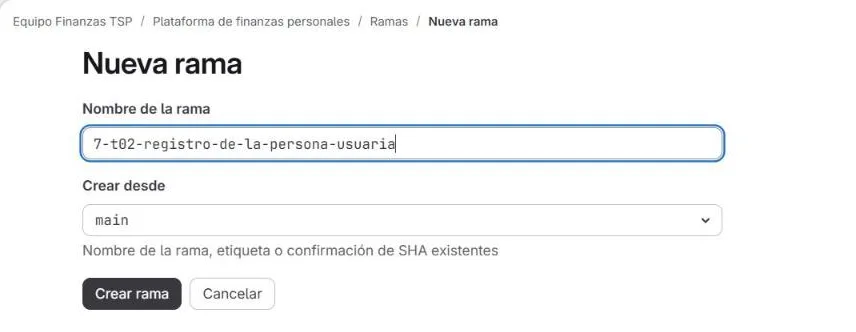 Equipo Finanzas TSP / Plataforma de finanzas personales / Ramas / Nueva rama
Nueva rama
Nombre de la rama
7-t02-registro-de-la-persona-usuaria
Crear desde
main
Nombre de la rama, etiqueta o confirmación de SHA existentes
Crear rama Cancelar